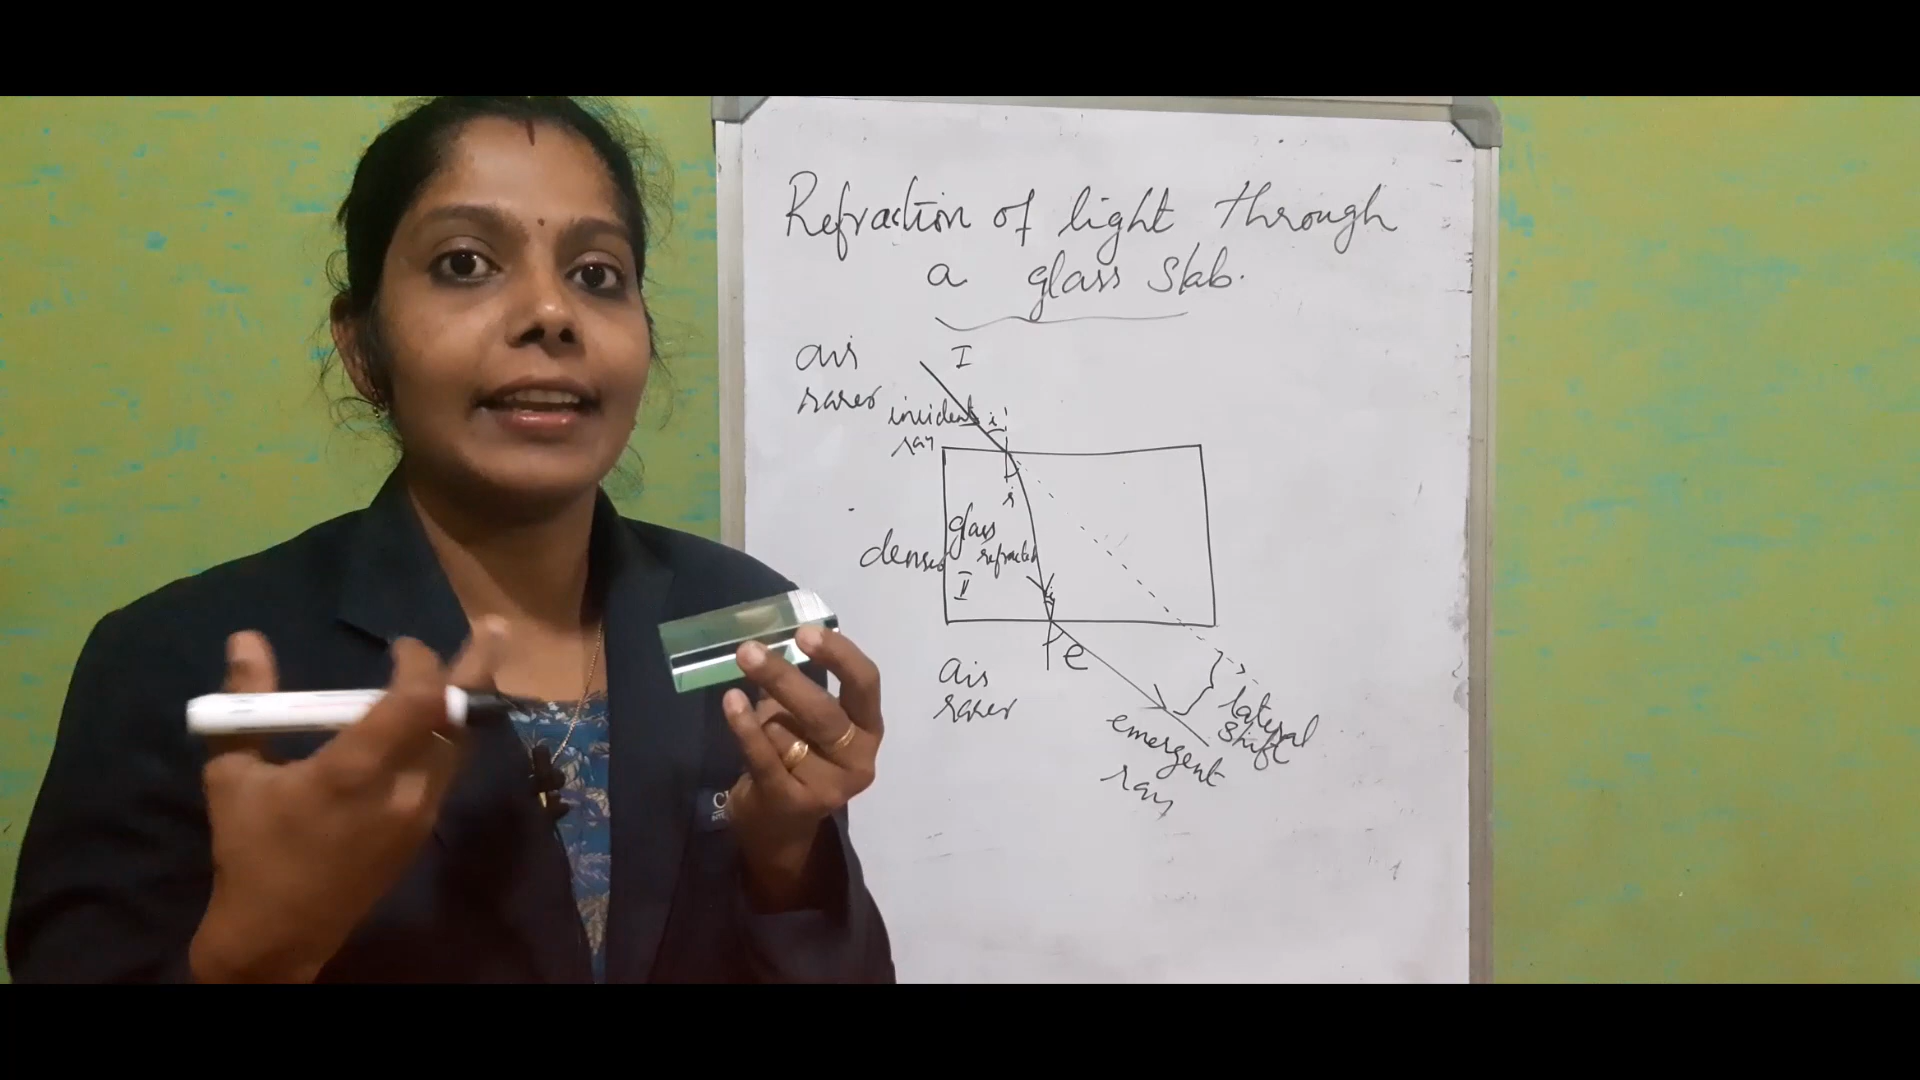 Refraction of light through
a glass slab.
air
rarer
I
incident
ray
i
r
glass
denser
refracted
II
i
e
air
rarer
lateral
shift
emergent
ray